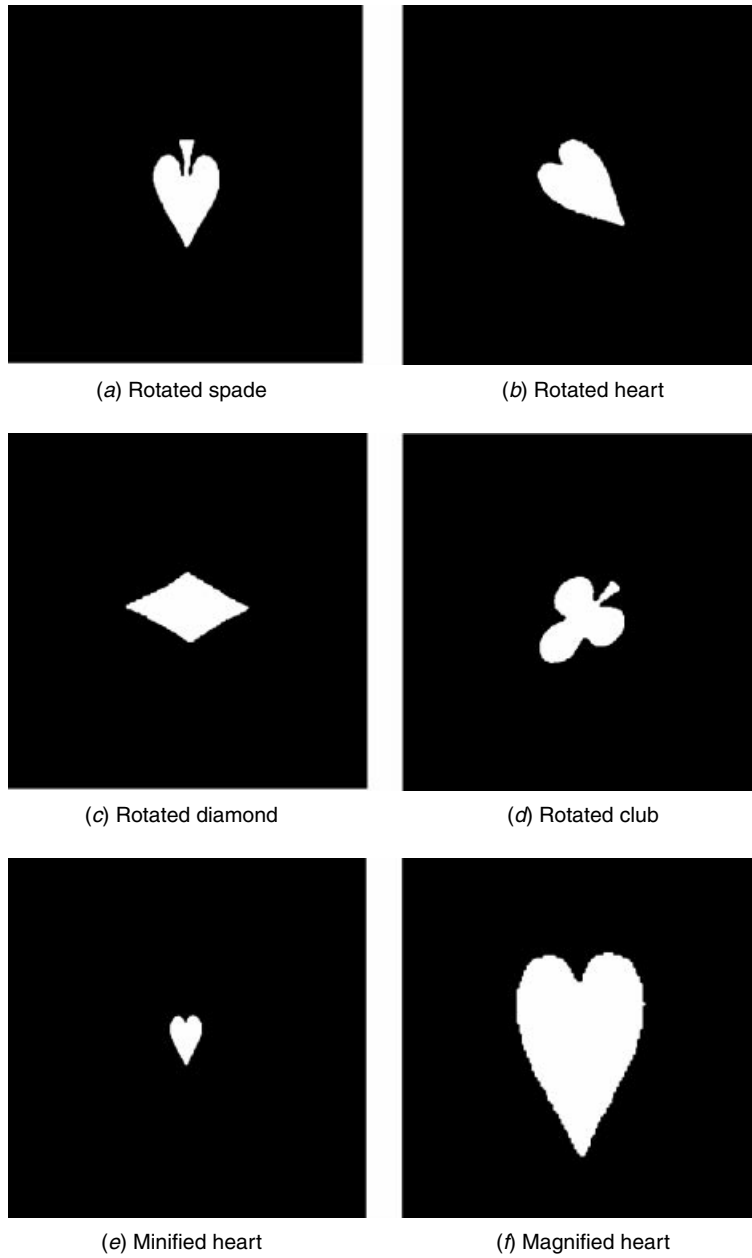 (a) Rotated spade
(b) Rotated heart
(c) Rotated diamond
(d) Rotated club
(e) Minified heart
(f) Magnified heart